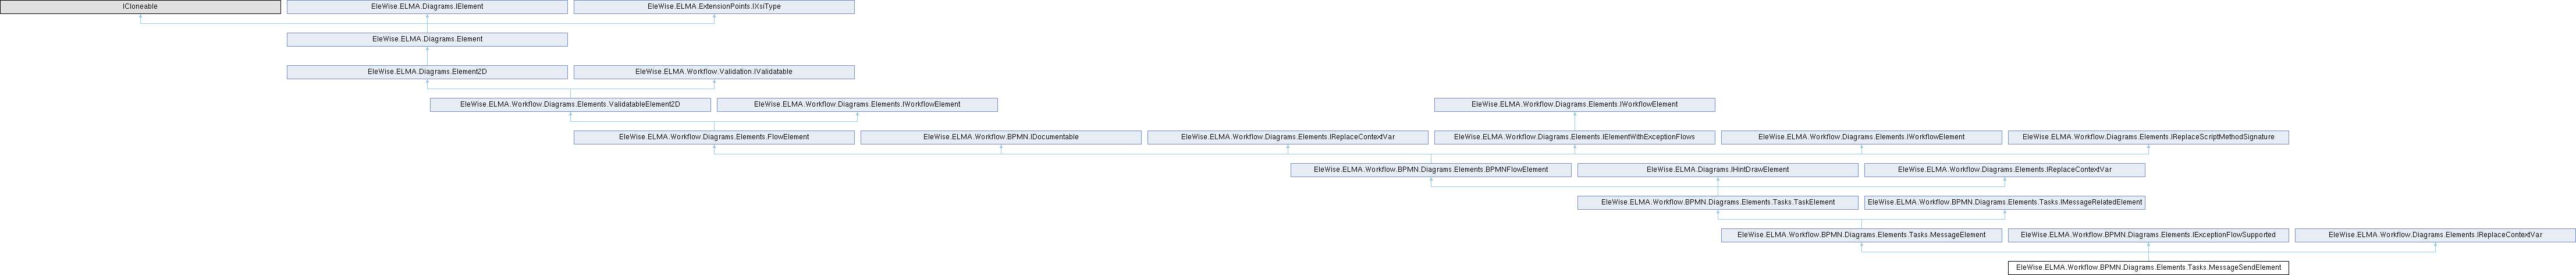 ICloneable
EleWise.ELMA.Diagrams.IElement
EleWise.ELMA.ExtensionPoints.IXsiType
EleWise.ELMA.Diagrams.Element
EleWise.ELMA.Diagrams.Element2D
EleWise.ELMA.Workflow.Validation.IValidatable
EleWise.ELMA.Workflow.Diagrams.Elements.ValidatableElement2D
EleWise.ELMA.Workflow.Diagrams.Elements.IWorkflowElement
EleWise.ELMA.Workflow.Diagrams.Elements.IWorkflowElement
EleWise.ELMA.Workflow.Diagrams.Elements.FlowElement
EleWise.ELMA.Workflow.BPMN.IDocumentable
EleWise.ELMA.Workflow.Diagrams.Elements.IReplaceContextVar
EleWise.ELMA.Workflow.Diagrams.Elements.IElementWithExceptionFlows
EleWise.ELMA.Workflow.Diagrams.Elements.IWorkflowElement
EleWise.ELMA.Workflow.Diagrams.Elements.IReplaceScriptMethodSignature
EleWise.ELMA.Workflow.BPMN.Diagrams.Elements.BPMNFlowElement
EleWise.ELMA.Diagrams.IHintDrawElement
EleWise.ELMA.Workflow.Diagrams.Elements.IReplaceContextVar
EleWise.ELMA.Workflow.BPMN.Diagrams.Elements.Tasks.TaskElement
EleWise.ELMA.Workflow.BPMN.Diagrams.Elements.Tasks.IMessageRelatedElement
EleWise.ELMA.Workflow.BPMN.Diagrams.Elements.Tasks.MessageElement
EleWise.ELMA.Workflow.BPMN.Diagrams.Elements.IExceptionFlowSupported
EleWise.ELMA.Workflow.Diagrams.Elements.IReplaceContextVar
EleWise.ELMA.Workflow.BPMN.Diagrams.Elements.Tasks.MessageSendElement